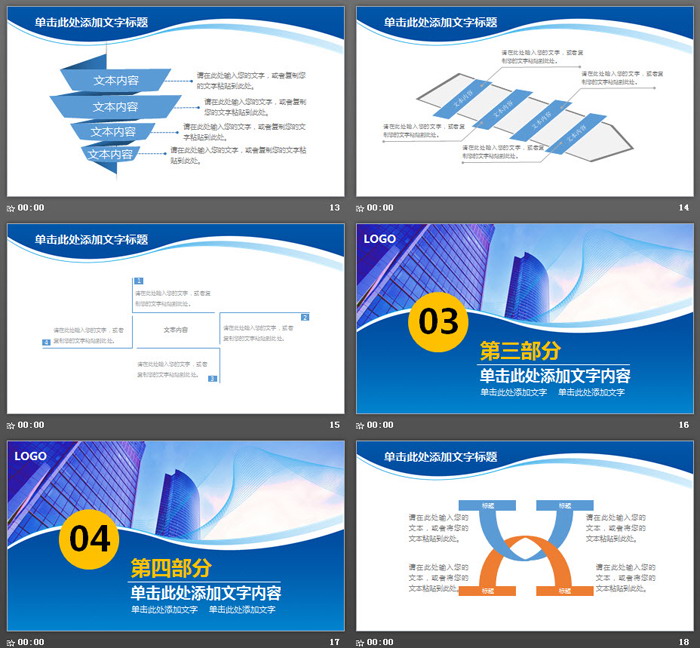 单击此处添加文字标题
文本内容
文本内容
文本内容
文本内容
请在此处输入您的文字，或者复制您
的文字粘贴到此处。
请在此处输入您的文字，或者复制
您的文字粘贴到此处。
请在此处输入您的文字，或者复制您的文
字粘贴到此处。
请在此处输入您的文字，或者复制您的文字粘
贴到此处。
00:00
13
单击此处添加文字标题
请在此处输入您的文字，或者复
制您的文字粘贴到此处。
请在此处输入您的文字，或者复
制您的文字粘贴到此处。
文本内容
文本内容
文本内容
文本内容
请在此处输入您的文字，或者复
制您的文字粘贴到此处。
请在此处输入您的文字，或者复
制您的文字粘贴到此处。
00:00
14
单击此处添加文字标题
1
请在此处输入您的文字，或者复
制您的文字粘贴到此处。
2
请在此处输入您的文字，或者
复制您的文字粘贴到此处。
4
文本内容
请在此处输入您的文字，或者
复制您的文字粘贴到此处。
请在此处输入您的文字，或者
复制您的文字粘贴到此处。
3
00:00
15
LOGO
03
第三部分
单击此处添加文字内容
单击此处添加文字 单击此处添加文字
00:00
16
LOGO
04
第四部分
单击此处添加文字内容
单击此处添加文字 单击此处添加文字
00:00
17
单击此处添加文字标题
标题
标题
请在此处输入您的
文本，或者将您的
文本粘贴到此处。
请在此处输入您的
文本，或者将您的
文本粘贴到此处。
请在此处输入您的
文本，或者将您的
文本粘贴到此处。
请在此处输入您的
文本，或者将您的
文本粘贴到此处。
标题
标题
00:00
18